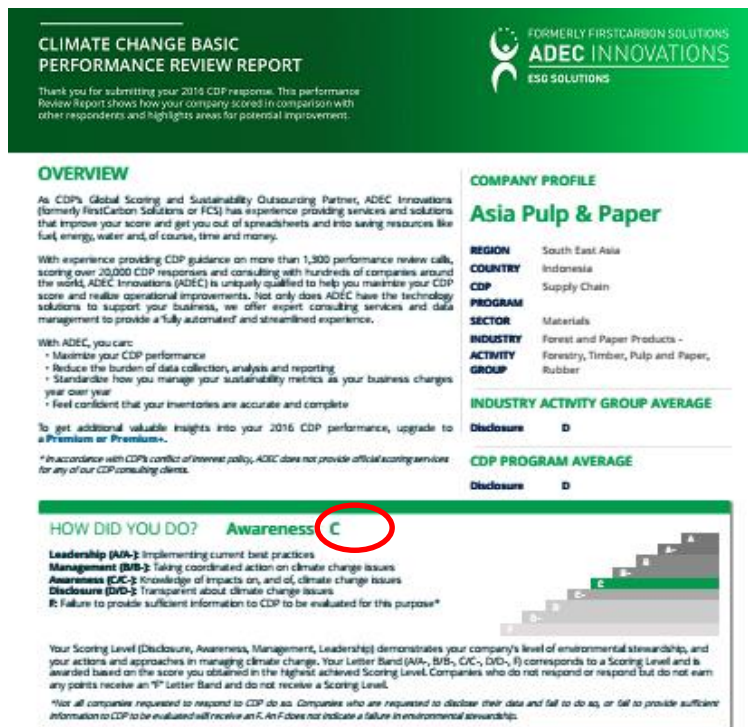 CLIMATE CHANGE BASIC
PERFORMANCE REVIEW REPORT
Thank you for submitting your 2016 CDP response. This performance
Review Report shows how your company scored in comparison with
other respondents and highlights areas for potential improvement.
FORMERLY FIRSTCARBON SOLUTIONS
ADEC INNOVATIONS
ESG SOLUTIONS
OVERVIEW
As CDP's Global Scoring and Sustainability Outsourcing Partner, ADEC Innovations
(formerly FirstCarbon Solutions or FCS) has experience providing services and solutions
that improve your score and get you out of spreadsheets and into saving resources like
fuel, energy, water and, of course, time and money.
With experience providing CDP guidance on more than 1,300 performance review calls,
scoring over 20,000 CDP responses and consulting with hundreds of companies around
the world, ADEC Innovations (ADEC) is uniquely qualified to help you maximize your CDP
score and realize operational improvements. Not only does ADEC have the technology
solutions to support your business, we offer expert consulting services and data
management to provide a 'fully automated' and streamlined experience.
With ADEC, you can:
• Maximize your CDP performance
• Reduce the burden of data collection, analysis and reporting
• Standardize how you manage your sustainability metrics as your business changes
year over year
• Feel confident that your inventories are accurate and complete
To get additional valuable insights into your 2016 CDP performance, upgrade to
a Premium or Premium+.
* In accordance with CDP's conflict of interest policy, ADEC does not provide official scoring services
for any of our CDP consulting clients.
COMPANY PROFILE
Asia Pulp & Paper
REGION South East Asia
COUNTRY Indonesia
CDP Supply Chain
PROGRAM
SECTOR Materials
INDUSTRY Forest and Paper Products -
ACTIVITY Forestry, Timber, Pulp and Paper,
GROUP Rubber
INDUSTRY ACTIVITY GROUP AVERAGE
Disclosure D
CDP PROGRAM AVERAGE
Disclosure D
HOW DID YOU DO? Awareness C
Leadership (A/A-): Implementing current best practices
Management (B/B-): Taking coordinated action on climate change issues
Awareness (C/C-): Knowledge of impacts on, and of, climate change issues
Disclosure (D/D-): Transparent about climate change issues
F: Failure to provide sufficient information to CDP to be evaluated for this purpose*
A
A-
B
B-
C
C-
D
D-
F
Your Scoring Level (Disclosure, Awareness, Management, Leadership) demonstrates your company's level of environmental stewardship, and
your actions and approaches in managing climate change. Your Letter Band (A/A-, B/B-, C/C-, D/D-, F) corresponds to a Scoring Level and is
awarded based on the score you obtained in the highest achieved Scoring Level. Companies who do not respond or respond but do not earn
any points receive an "F" Letter Band and do not receive a Scoring Level.
*Not all companies requested to respond to CDP do so. Companies who are requested to disclose their data and fail to do so, or fail to provide sufficient
information to CDP to be evaluated will receive an F. An F does not indicate a failure in environmental stewardship.